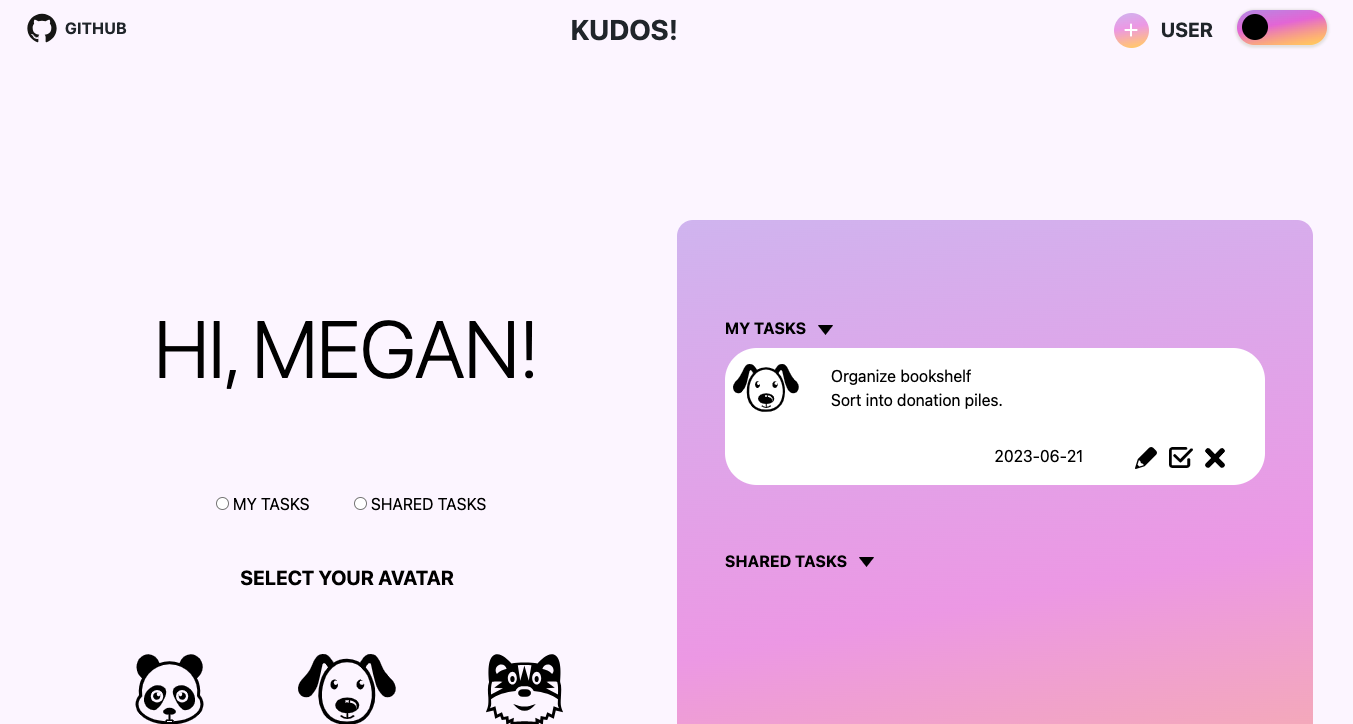 GITHUB
KUDOS!
USER
HI, MEGAN!
MY TASKS
SHARED TASKS
SELECT YOUR AVATAR
MY TASKS
Organize bookshelf
Sort into donation piles.
2023-06-21
SHARED TASKS